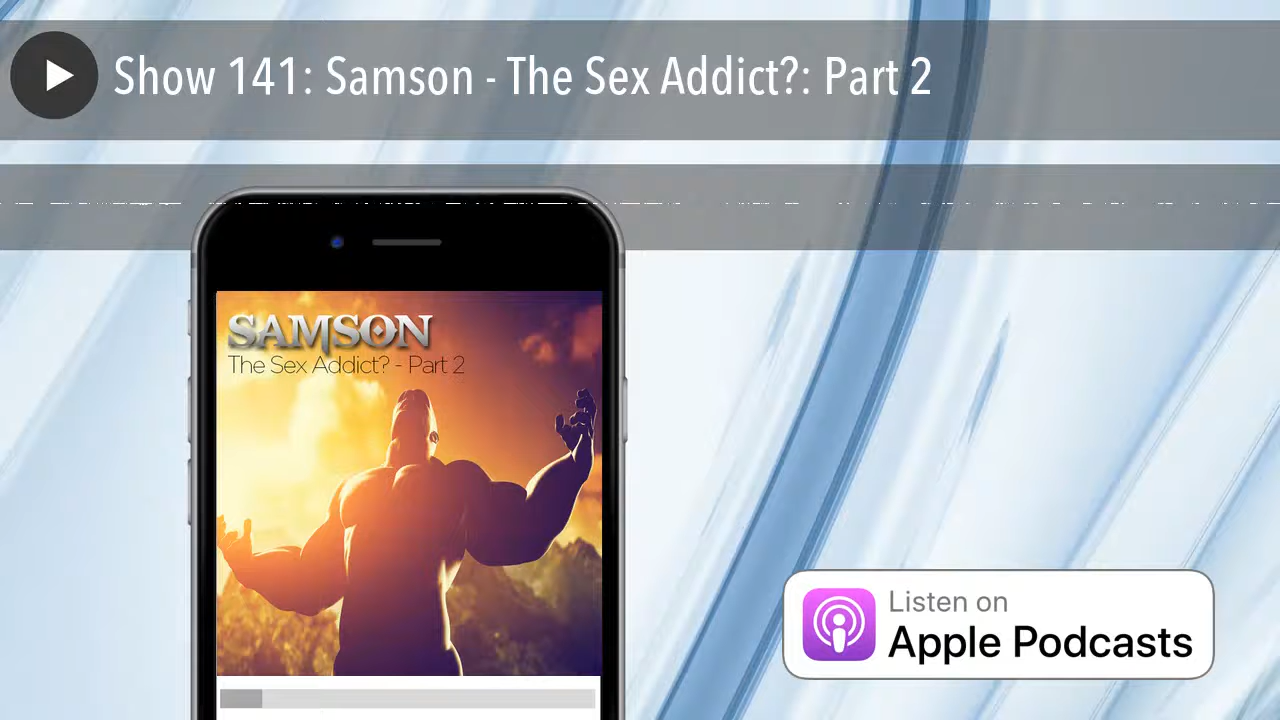 Show 141: Samson - The Sex Addict?: Part 2
SAMSON
The Sex Addict? - Part 2
Listen on
Apple Podcasts